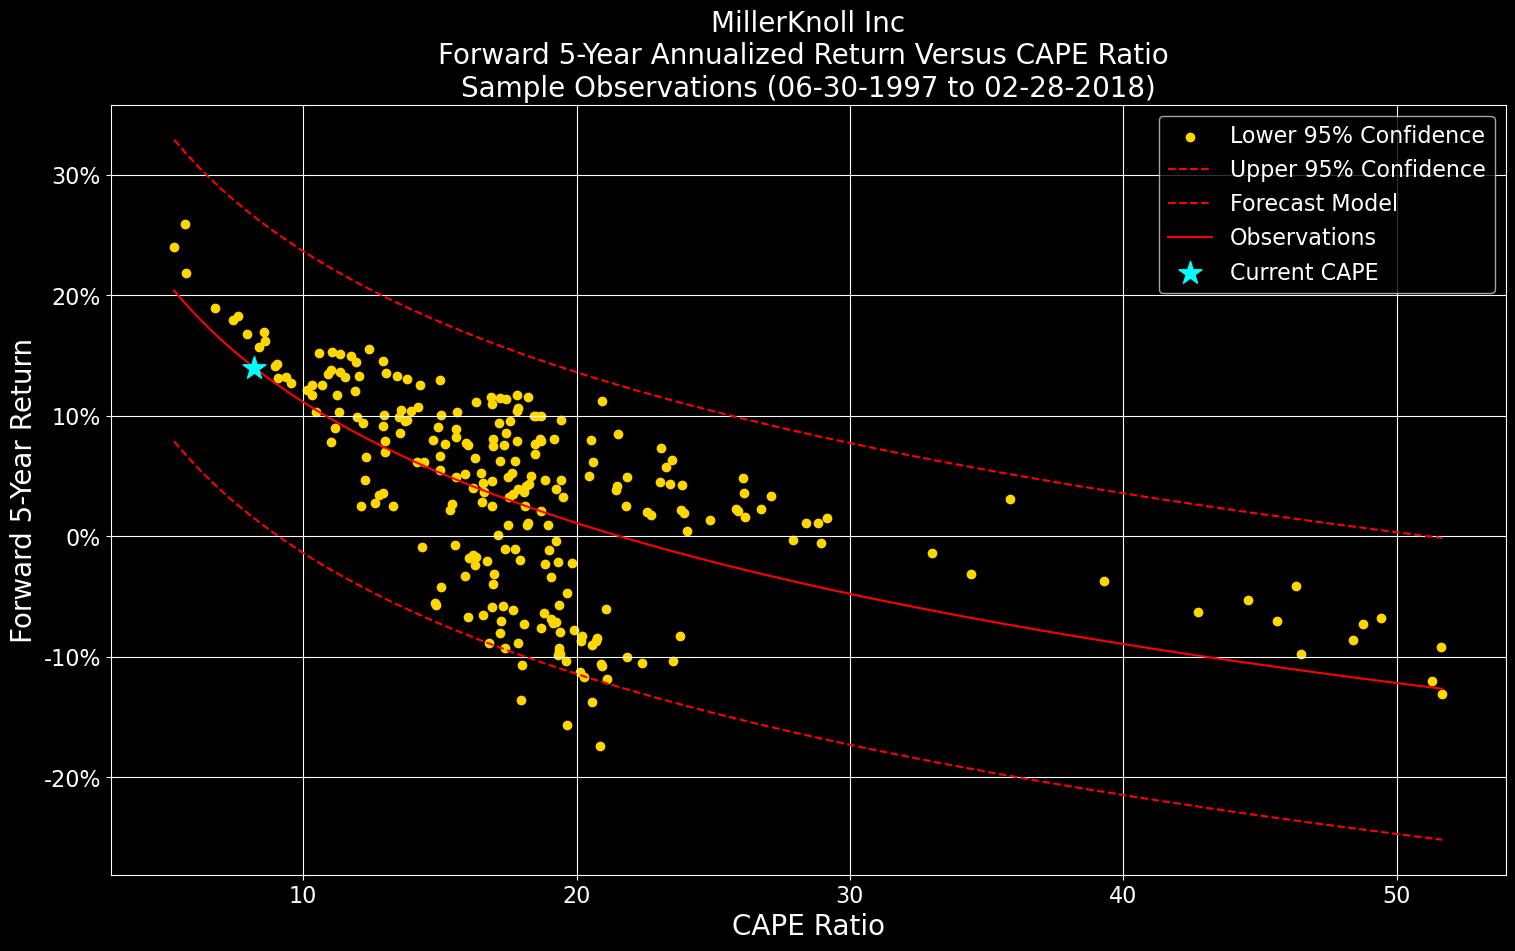 MillerKnoll Inc
Forward 5-Year Annualized Return Versus CAPE Ratio
Sample Observations (06-30-1997 to 02-28-2018)
Lower 95% Confidence
Upper 95% Confidence
Forecast Model
Observations
Current CAPE
Forward 5-Year Return
30%
20%
10%
0%
-10%
-20%
10
20
30
40
50
CAPE Ratio